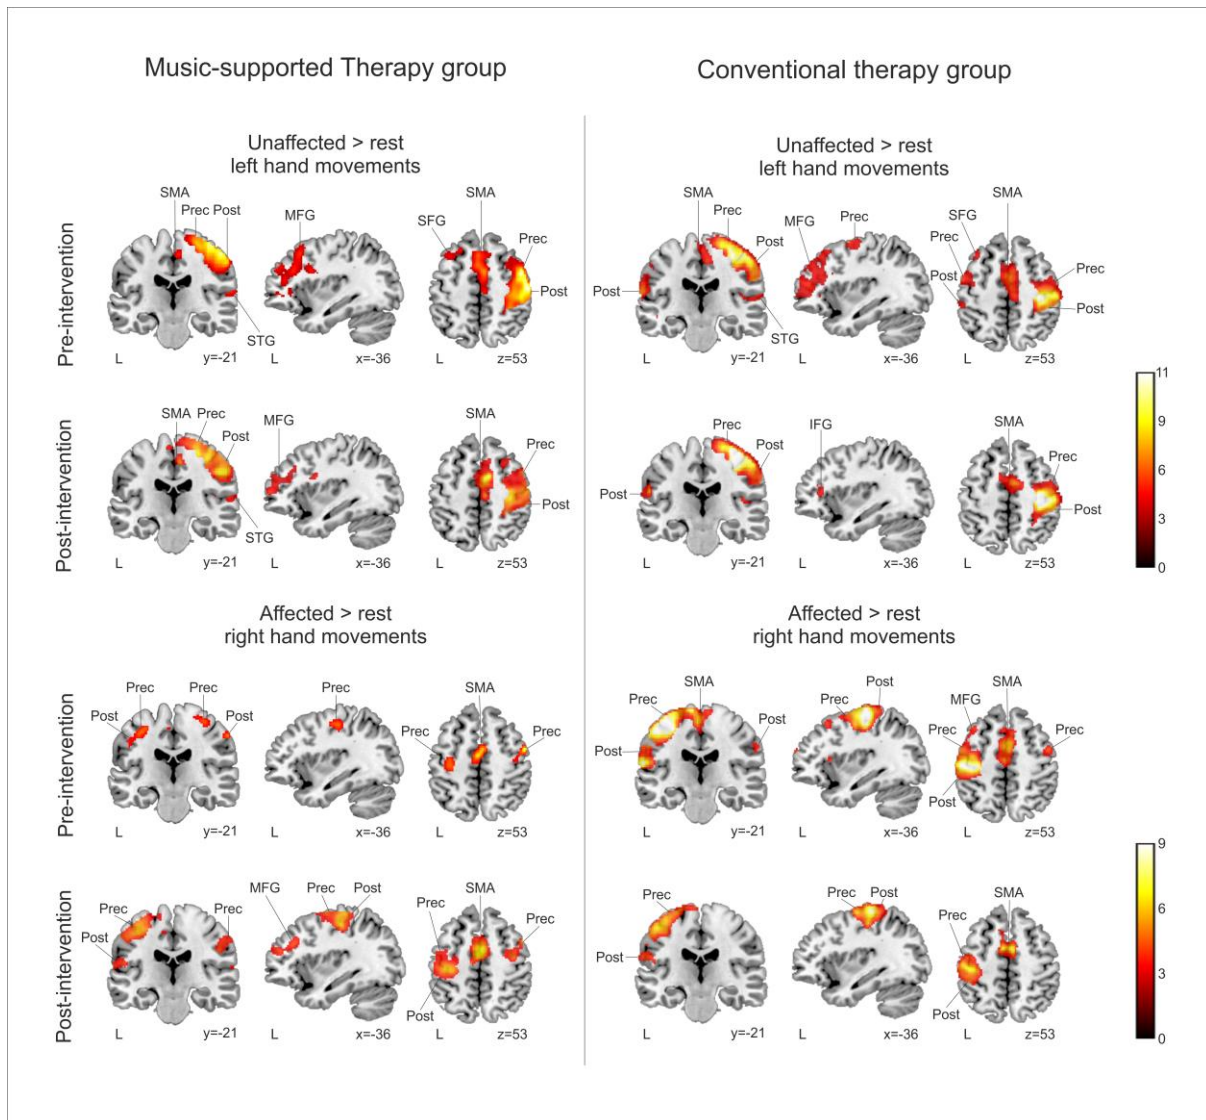 Music-supported Therapy group
Conventional therapy group
Unaffected > rest
left hand movements
Unaffected > rest
left hand movements
Pre-intervention
SMA
Prec Post
STG
L y=-21
MFG
L x=-36
SFG
SMA
Prec
Post
L z=53
SMA
Prec
Post
Post
STG
L y=-21
MFG
Prec
L x=-36
SFG
Prec
Post
SMA
Prec
Post
L z=53
Post-intervention
SMA Prec
Post
STG
L y=-21
MFG
L x=-36
SMA
Prec
Post
L z=53
Prec
Post
Post
L y=-21
IFG
L x=-36
SMA
Prec
Post
L z=53
11
9
6
3
0
Affected > rest
right hand movements
Affected > rest
right hand movements
Pre-intervention
Prec Prec
Post Post
L y=-21
Prec
L x=-36
SMA
Prec Prec
L z=53
SMA
Prec
Post
Post
L y=-21
Post
Prec
L x=-36
SMA
MFG
Prec
Prec
Post
L z=53
Post-intervention
Prec Prec
Post
L y=-21
MFG Prec Post
L x=-36
SMA
Prec
Prec
Post
L z=53
Prec
Post
L y=-21
Prec Post
L x=-36
SMA
Prec
Post
L z=53
9
6
3
0